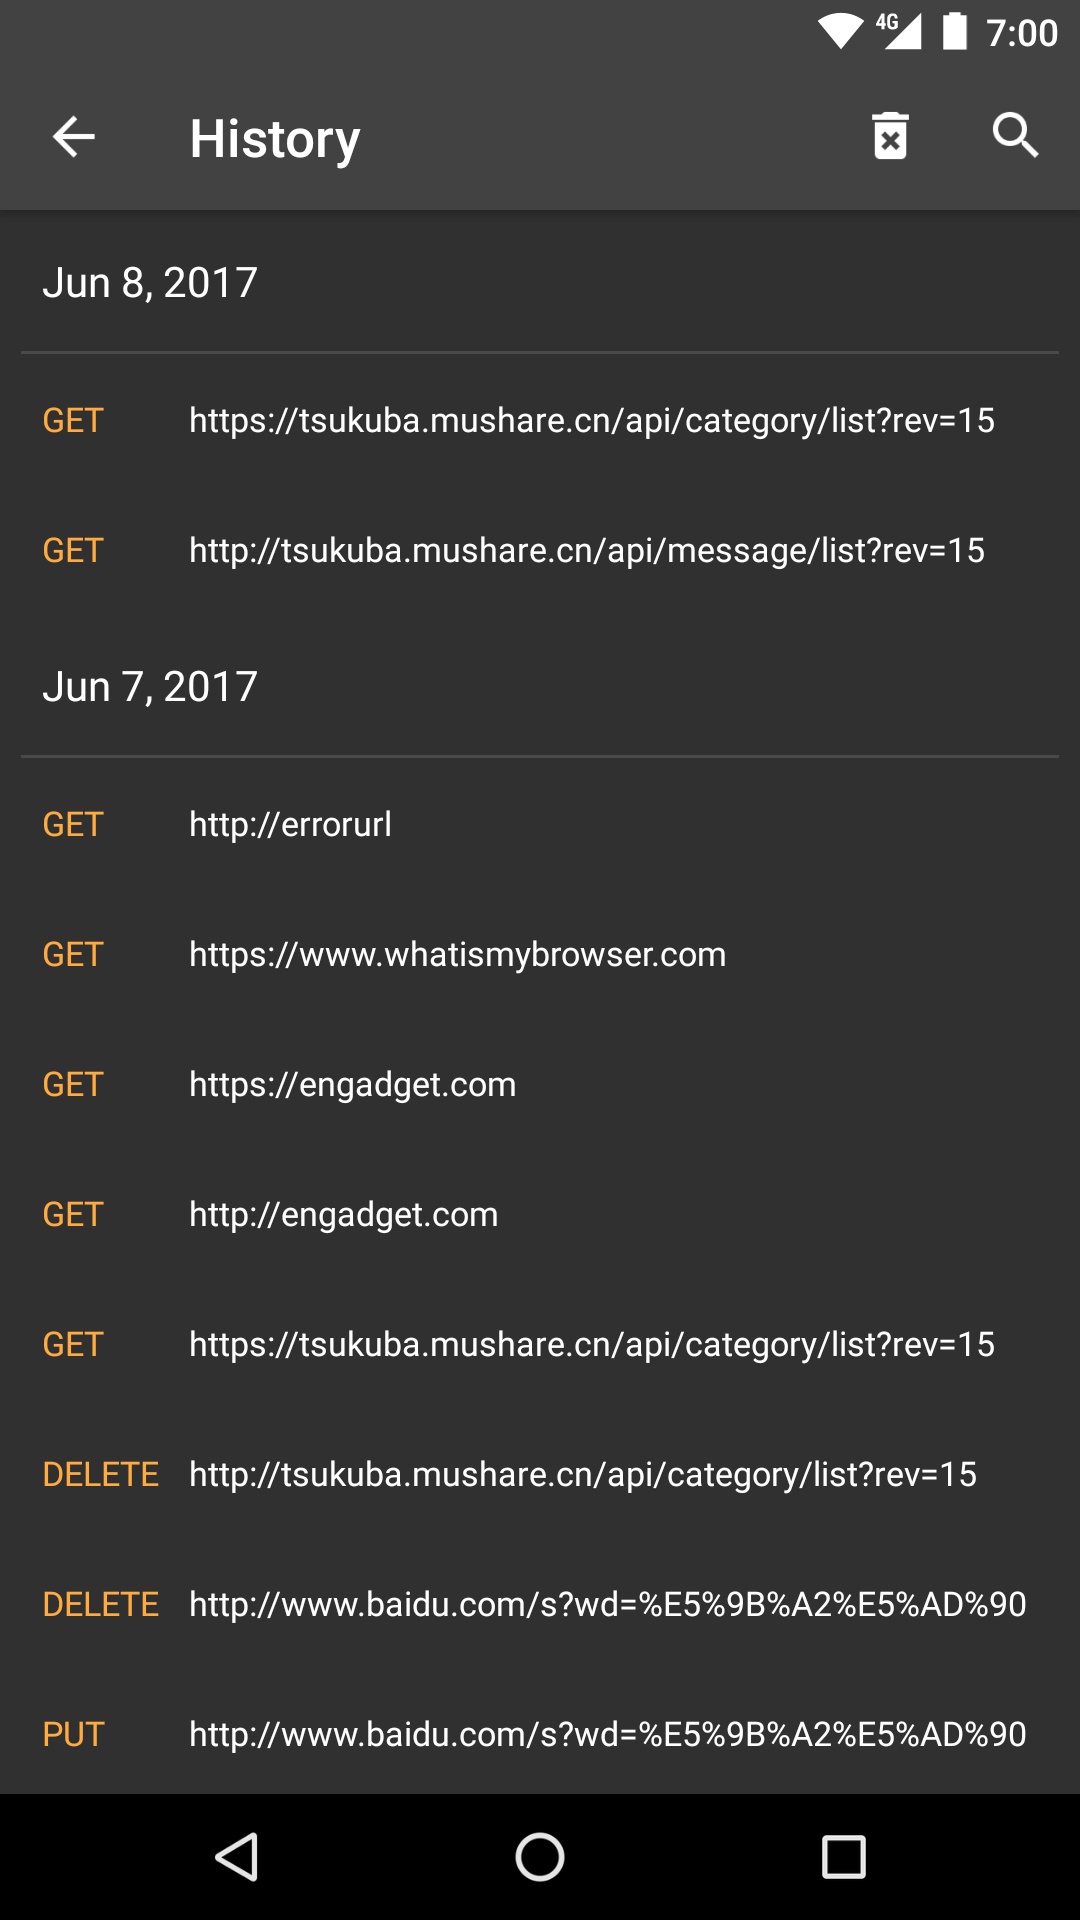 4G 7:00
History
Jun 8, 2017
GET https://tsukuba.mushare.cn/api/category/list?rev=15
GET http://tsukuba.mushare.cn/api/message/list?rev=15
Jun 7, 2017
GET http://errorurl
GET https://www.whatismybrowser.com
GET https://engadget.com
GET http://engadget.com
GET https://tsukuba.mushare.cn/api/category/list?rev=15
DELETE http://tsukuba.mushare.cn/api/category/list?rev=15
DELETE http://www.baidu.com/s?wd=%E5%9B%A2%E5%AD%90
PUT http://www.baidu.com/s?wd=%E5%9B%A2%E5%AD%90